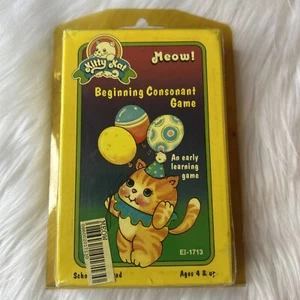 Kitty Kat
Meow!
Beginning Consonant
Game
An early
learning
game
EI-1713
Ages 4 & up